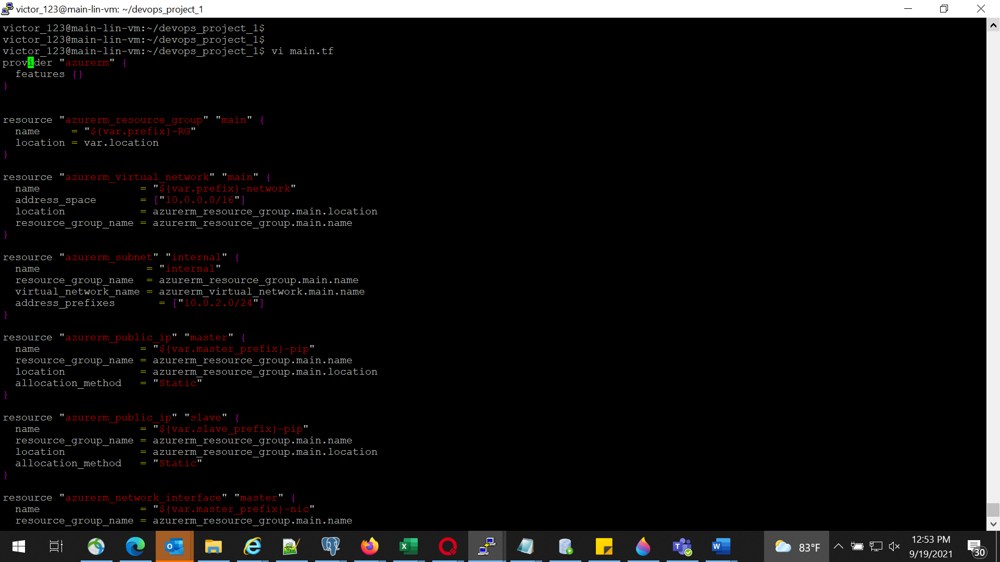 victor_123@main-lin-vm: ~/devops_project_1
victor_123@main-lin-vm:~/devops_project_1$
victor_123@main-lin-vm:~/devops_project_1$
victor_123@main-lin-vm:~/devops_project_1$ vi main.tf
provider "azurerm" {
  features {}
}

resource "azurerm_resource_group" "main" {
  name     = "${var.prefix}-RG"
  location = var.location
}

resource "azurerm_virtual_network" "main" {
  name                = "${var.prefix}-network"
  address_space       = ["10.0.0.0/16"]
  location            = azurerm_resource_group.main.location
  resource_group_name = azurerm_resource_group.main.name
}

resource "azurerm_subnet" "internal" {
  name                 = "internal"
  resource_group_name  = azurerm_resource_group.main.name
  virtual_network_name = azurerm_virtual_network.main.name
  address_prefixes       = ["10.0.2.0/24"]
}

resource "azurerm_public_ip" "master" {
  name                = "${var.master_prefix}-pip"
  resource_group_name = azurerm_resource_group.main.name
  location            = azurerm_resource_group.main.location
  allocation_method   = "Static"
}

resource "azurerm_public_ip" "slave" {
  name                = "${var.slave_prefix}-pip"
  resource_group_name = azurerm_resource_group.main.name
  location            = azurerm_resource_group.main.location
  allocation_method   = "Static"
}

resource "azurerm_network_interface" "master" {
  name                = "${var.master_prefix}-nic"
  resource_group_name = azurerm_resource_group.main.name
83°F
12:53 PM
9/19/2021
30